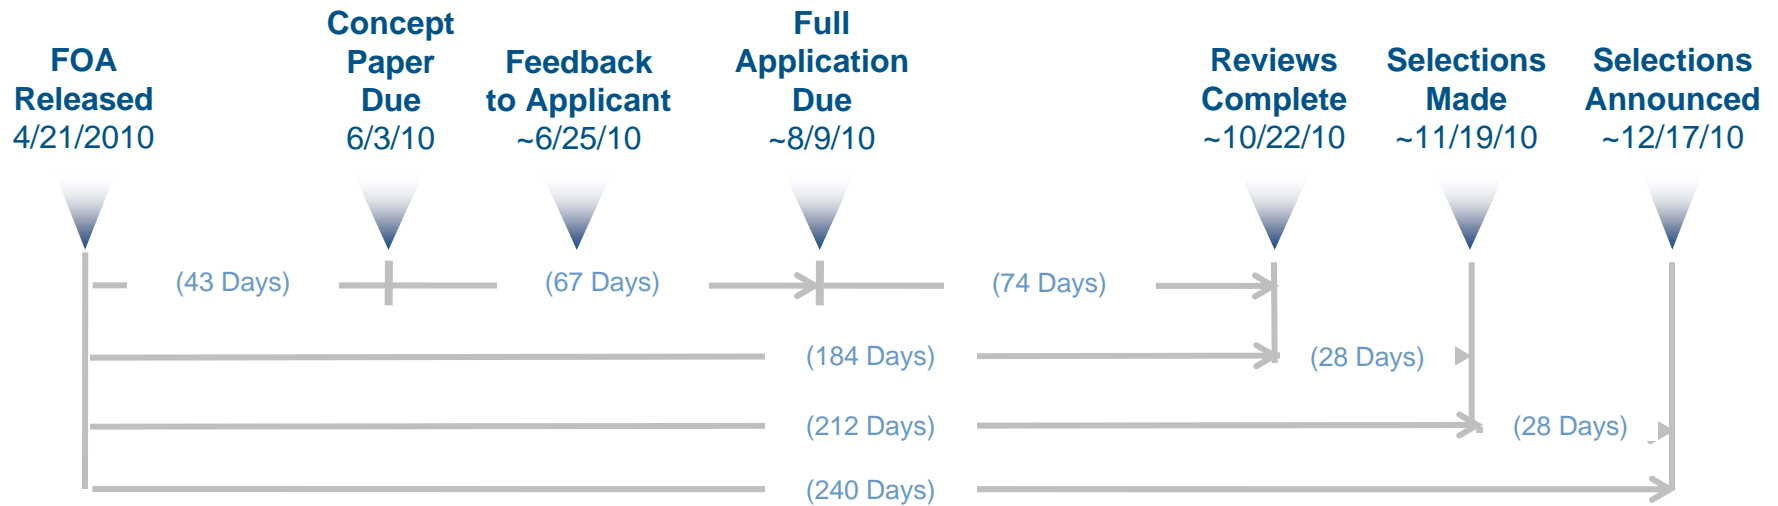 FOA
Released
4/21/2010
Concept
Paper
Due
6/3/10
Feedback
to Applicant
~6/25/10
Full
Application
Due
~8/9/10
Reviews
Complete
~10/22/10
Selections
Made
~11/19/10
Selections
Announced
~12/17/10
(43 Days)
(67 Days)
(74 Days)
(184 Days)
(28 Days)
(212 Days)
(28 Days)
(240 Days)